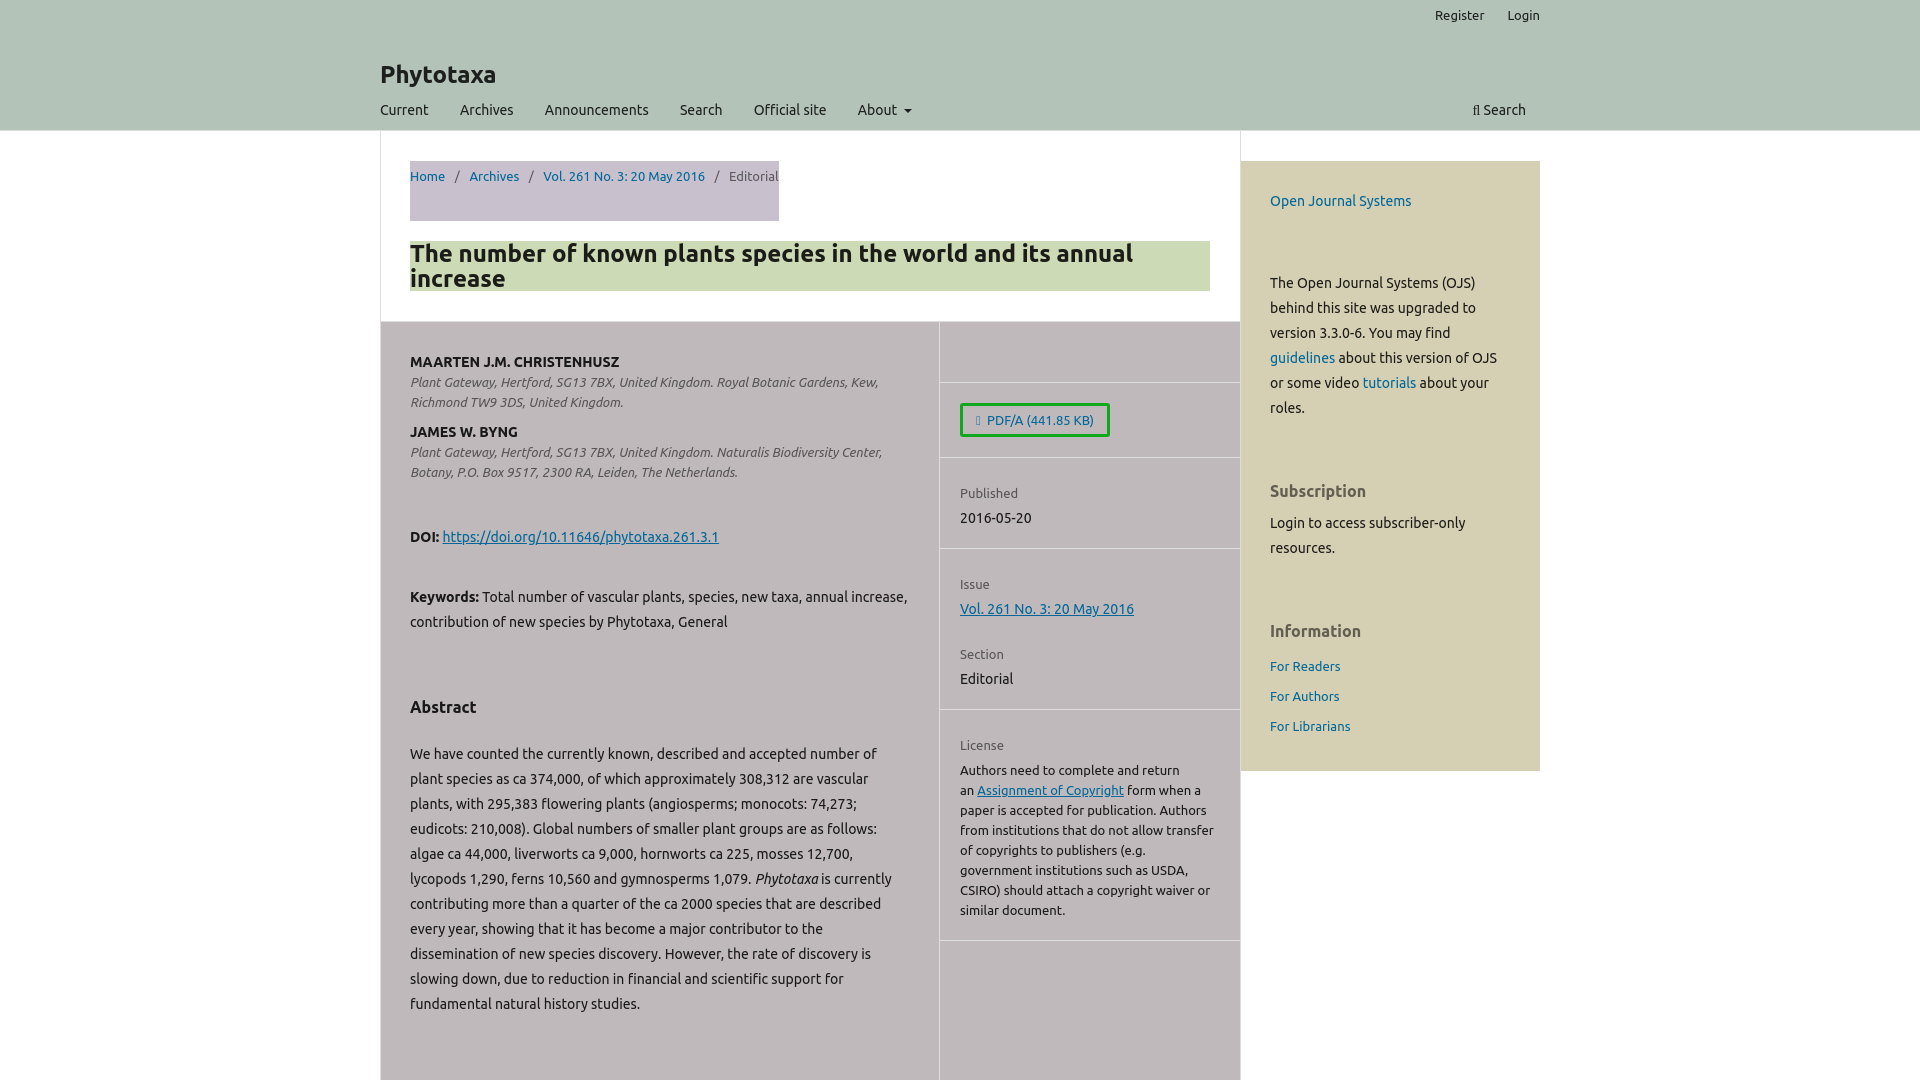 Register Login
Phytotaxa
Current Archives Announcements Search Official site About Search
Home / Archives / Vol. 261 No. 3: 20 May 2016 / Editorial
The number of known plants species in the world and its annual
increase
MAARTEN J.M. CHRISTENHUSZ
Plant Gateway, Hertford, SG13 7BX, United Kingdom. Royal Botanic Gardens, Kew,
Richmond TW9 3DS, United Kingdom.
JAMES W. BYNG
Plant Gateway, Hertford, SG13 7BX, United Kingdom. Naturalis Biodiversity Center,
Botany, P.O. Box 9517, 2300 RA, Leiden, The Netherlands.
DOI: https://doi.org/10.11646/phytotaxa.261.3.1
Keywords: Total number of vascular plants, species, new taxa, annual increase,
contribution of new species by Phytotaxa, General
Abstract
We have counted the currently known, described and accepted number of
plant species as ca 374,000, of which approximately 308,312 are vascular
plants, with 295,383 flowering plants (angiosperms; monocots: 74,273;
eudicots: 210,008). Global numbers of smaller plant groups are as follows:
algae ca 44,000, liverworts ca 9,000, hornworts ca 225, mosses 12,700,
lycopods 1,290, ferns 10,560 and gymnosperms 1,079. Phytotaxa is currently
contributing more than a quarter of the ca 2000 species that are described
every year, showing that it has become a major contributor to the
dissemination of new species discovery. However, the rate of discovery is
slowing down, due to reduction in financial and scientific support for
fundamental natural history studies.
PDF/A (441.85 KB)
Published
2016-05-20
Issue
Vol. 261 No. 3: 20 May 2016
Section
Editorial
License
Authors need to complete and return
an Assignment of Copyright form when a
paper is accepted for publication. Authors
from institutions that do not allow transfer
of copyrights to publishers (e.g.
government institutions such as USDA,
CSIRO) should attach a copyright waiver or
similar document.
Open Journal Systems
The Open Journal Systems (OJS)
behind this site was upgraded to
version 3.3.0-6. You may find
guidelines about this version of OJS
or some video tutorials about your
roles.
Subscription
Login to access subscriber-only
resources.
Information
For Readers
For Authors
For Librarians